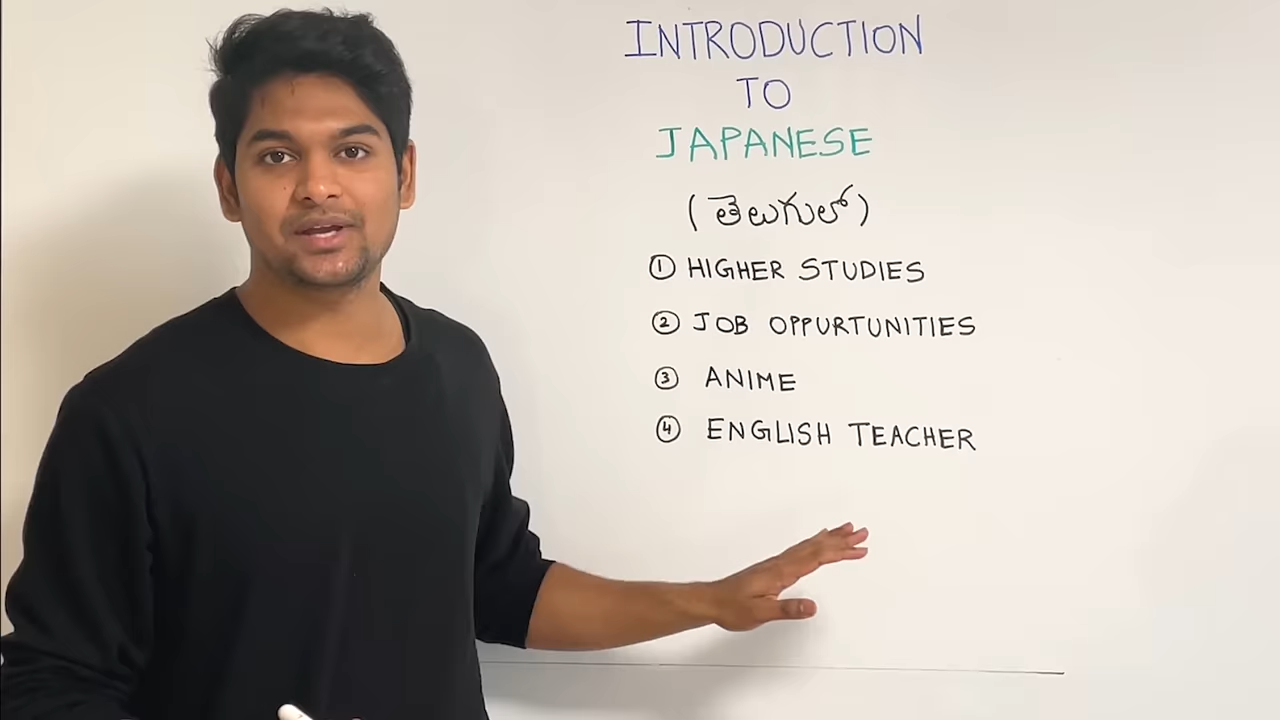 INTRODUCTION
TO
JAPANESE
(తెలుగులో)
① HIGHER STUDIES
② JOB OPPURTUNITIES
③ ANIME
④ ENGLISH TEACHER